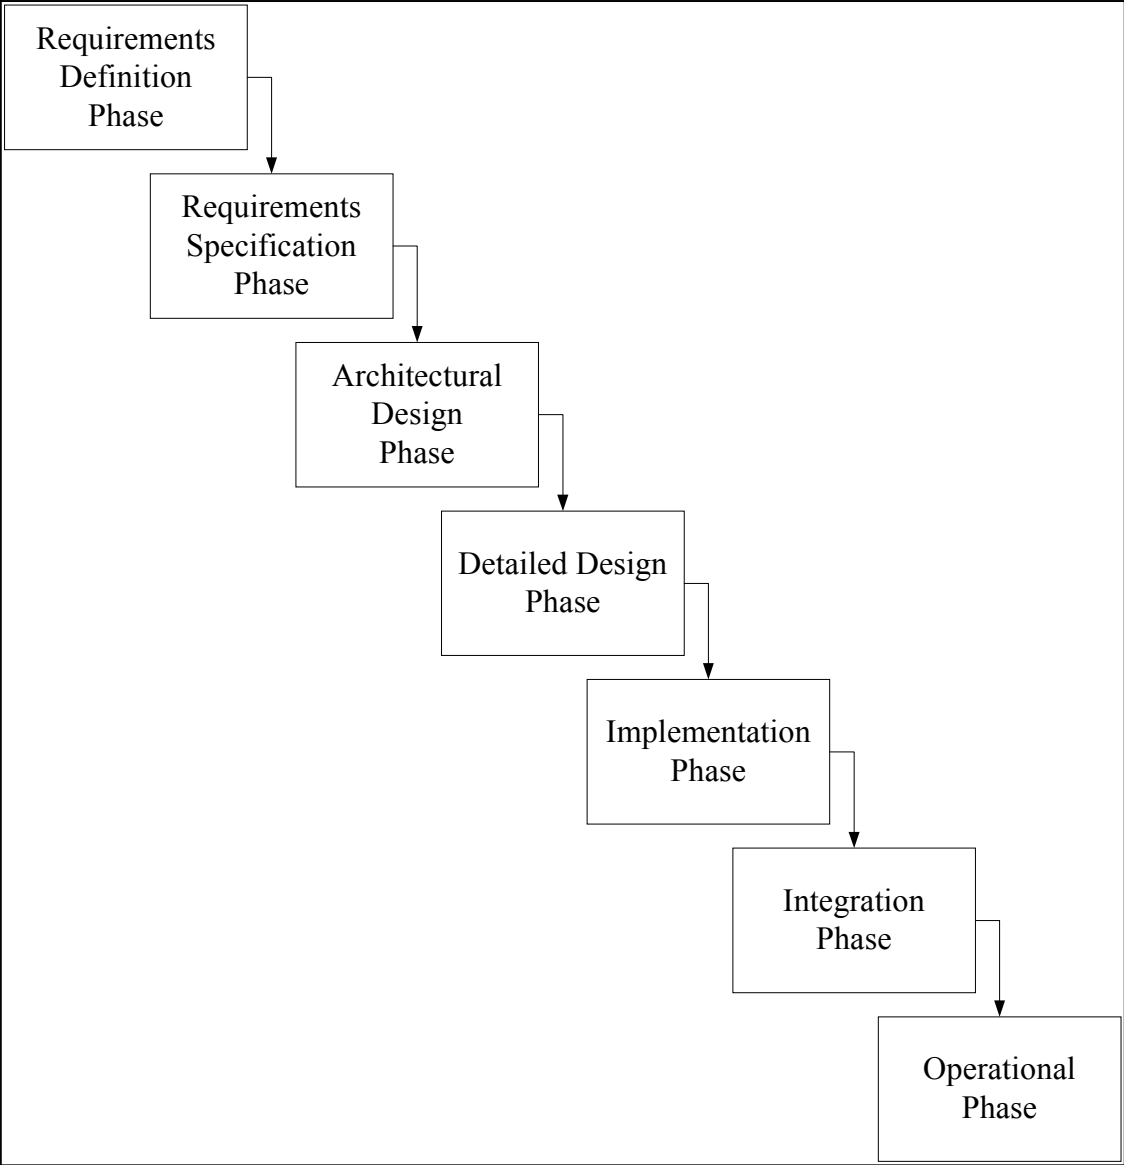 Requirements
Definition
Phase
Requirements
Specification
Phase
Architectural
Design
Phase
Detailed Design
Phase
Implementation
Phase
Integration
Phase
Operational
Phase